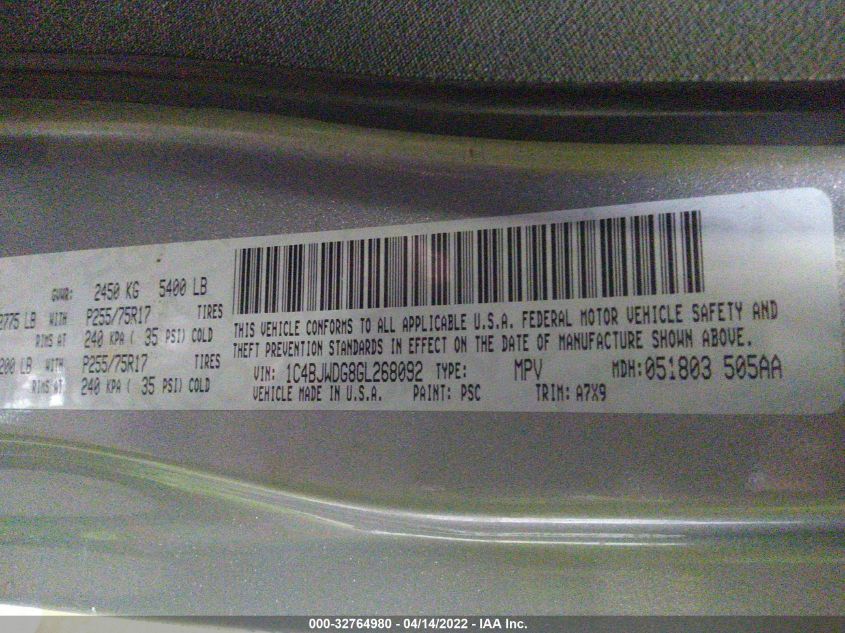 GVWR: 2450 KG 5400 LB
2775 LB WITH P255/75R17 TIRES
RIMS AT 240 KPA ( 35 PSI) COLD
200 LB WITH P255/75R17 TIRES
RIMS AT 240 KPA ( 35 PSI) COLD
THIS VEHICLE CONFORMS TO ALL APPLICABLE U.S.A. FEDERAL MOTOR VEHICLE SAFETY AND
THEFT PREVENTION STANDARDS IN EFFECT ON THE DATE OF MANUFACTURE SHOWN ABOVE.
VIN: 1C4BJWDG8GL268092 TYPE: MPV MDH: 051803 505AA
VEHICLE MADE IN U.S.A. PAINT: PSC TRIM: A7X9
000-32764980 - 04/14/2022 - IAA Inc.